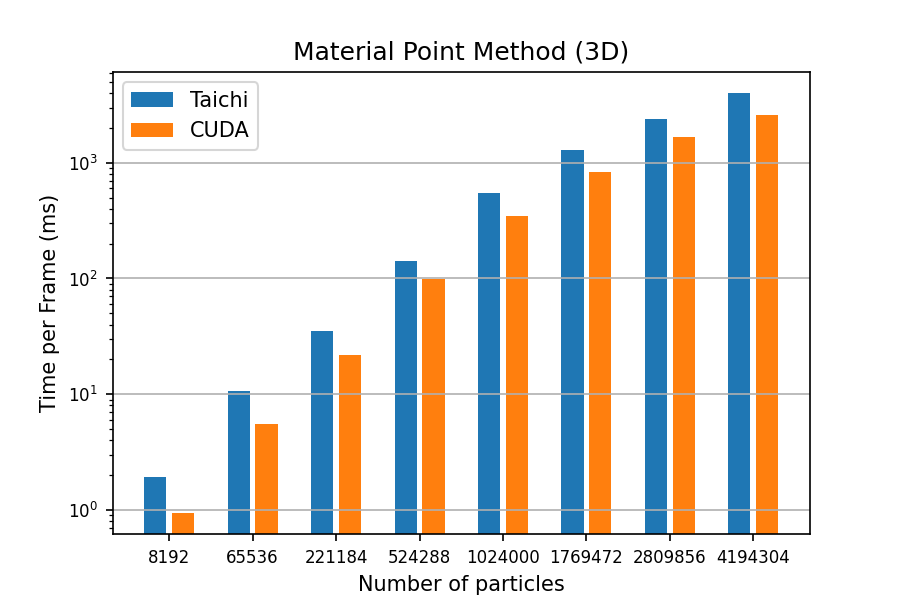 Material Point Method (3D)
Taichi
CUDA
Time per Frame (ms)
10³
10²
10¹
10⁰
8192 65536 221184 524288 1024000 1769472 2809856 4194304
Number of particles